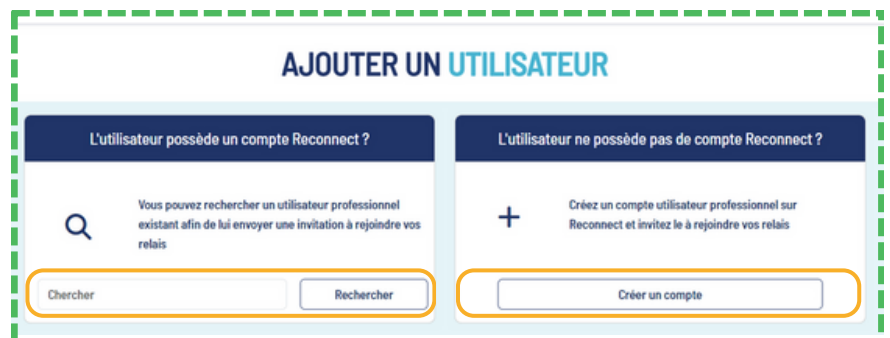 AJOUTER UN UTILISATEUR
L'utilisateur possède un compte Reconnect ?
Vous pouvez rechercher un utilisateur professionnel
existant afin de lui envoyer une invitation à rejoindre vos
relais
Chercher
Rechercher
L'utilisateur ne possède pas de compte Reconnect ?
Créez un compte utilisateur professionnel sur
Reconnect et invitez le à rejoindre vos relais
Créer un compte